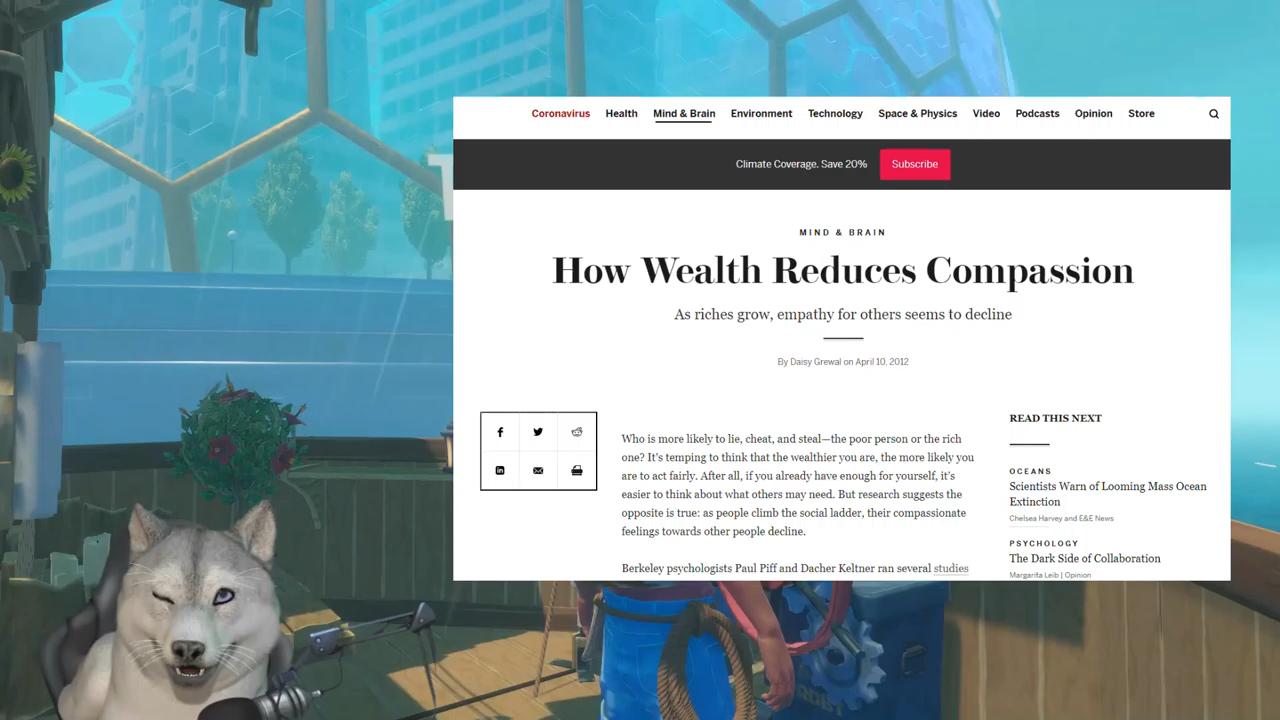 Coronavirus Health Mind & Brain Environment Technology Space & Physics Video Podcasts Opinion Store
Climate Coverage. Save 20% Subscribe
MIND & BRAIN
How Wealth Reduces Compassion
As riches grow, empathy for others seems to decline
By Daisy Grewal on April 10, 2012
Who is more likely to lie, cheat, and steal—the poor person or the rich
one? It's tempting to think that the wealthier you are, the more likely you
are to act fairly. After all, if you already have enough for yourself, it's
easier to think about what others may need. But research suggests the
opposite is true: as people climb the social ladder, their compassionate
feelings towards other people decline.
Berkeley psychologists Paul Piff and Dacher Keltner ran several studies
READ THIS NEXT
OCEANS
Scientists Warn of Looming Mass Ocean
Extinction
Chelsea Harvey and E&E News
PSYCHOLOGY
The Dark Side of Collaboration
Margarita Leib | Opinion